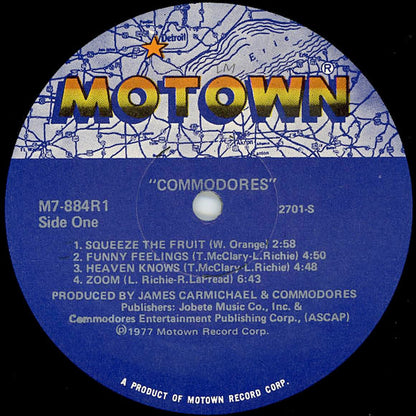 Detroit
Erie
LM
MOTOWN®
"COMMODORES"
M7-884R1
2701-S
Side One
1. SQUEEZE THE FRUIT (W. Orange) 2:58
2. FUNNY FEELINGS (T.McClary-L.Richie) 4:50
3. HEAVEN KNOWS (T.McClary-L.Richie) 4:48
4. ZOOM (L. Richie-R.LaPread) 6:43
PRODUCED BY JAMES CARMICHAEL & COMMODORES
Publishers: Jobete Music Co., Inc. &
Commodores Entertainment Publishing Corp., (ASCAP)
℗1977 Motown Record Corp.
A PRODUCT OF MOTOWN RECORD CORP.